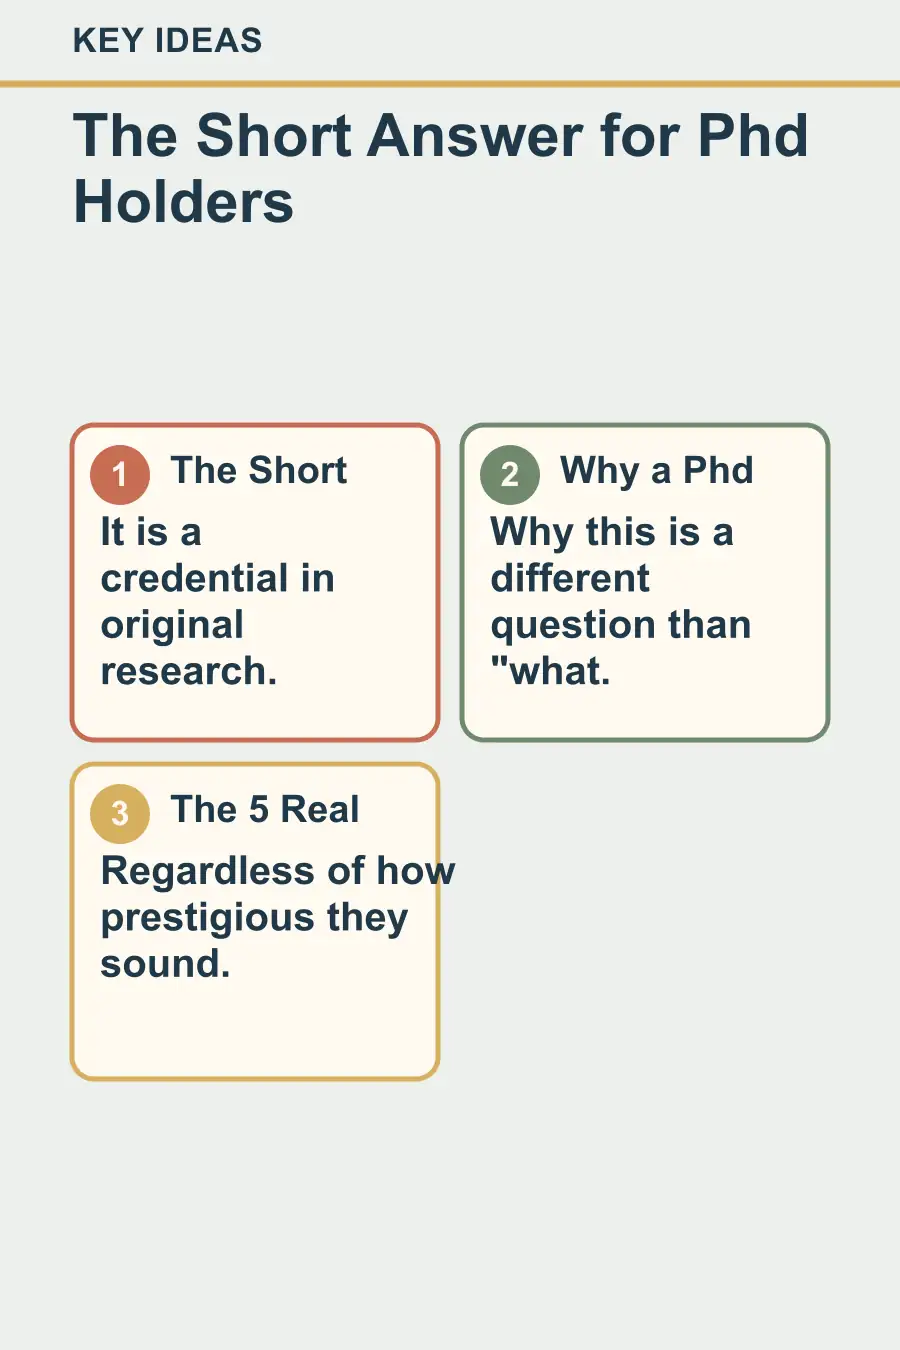 KEY IDEAS
The Short Answer for Phd
Holders
1 The Short
It is a
credential in
original
research.
2 Why a Phd
Why this is a
different
question than
"what.
3 The 5 Real
Regardless of how
prestigious they
sound.